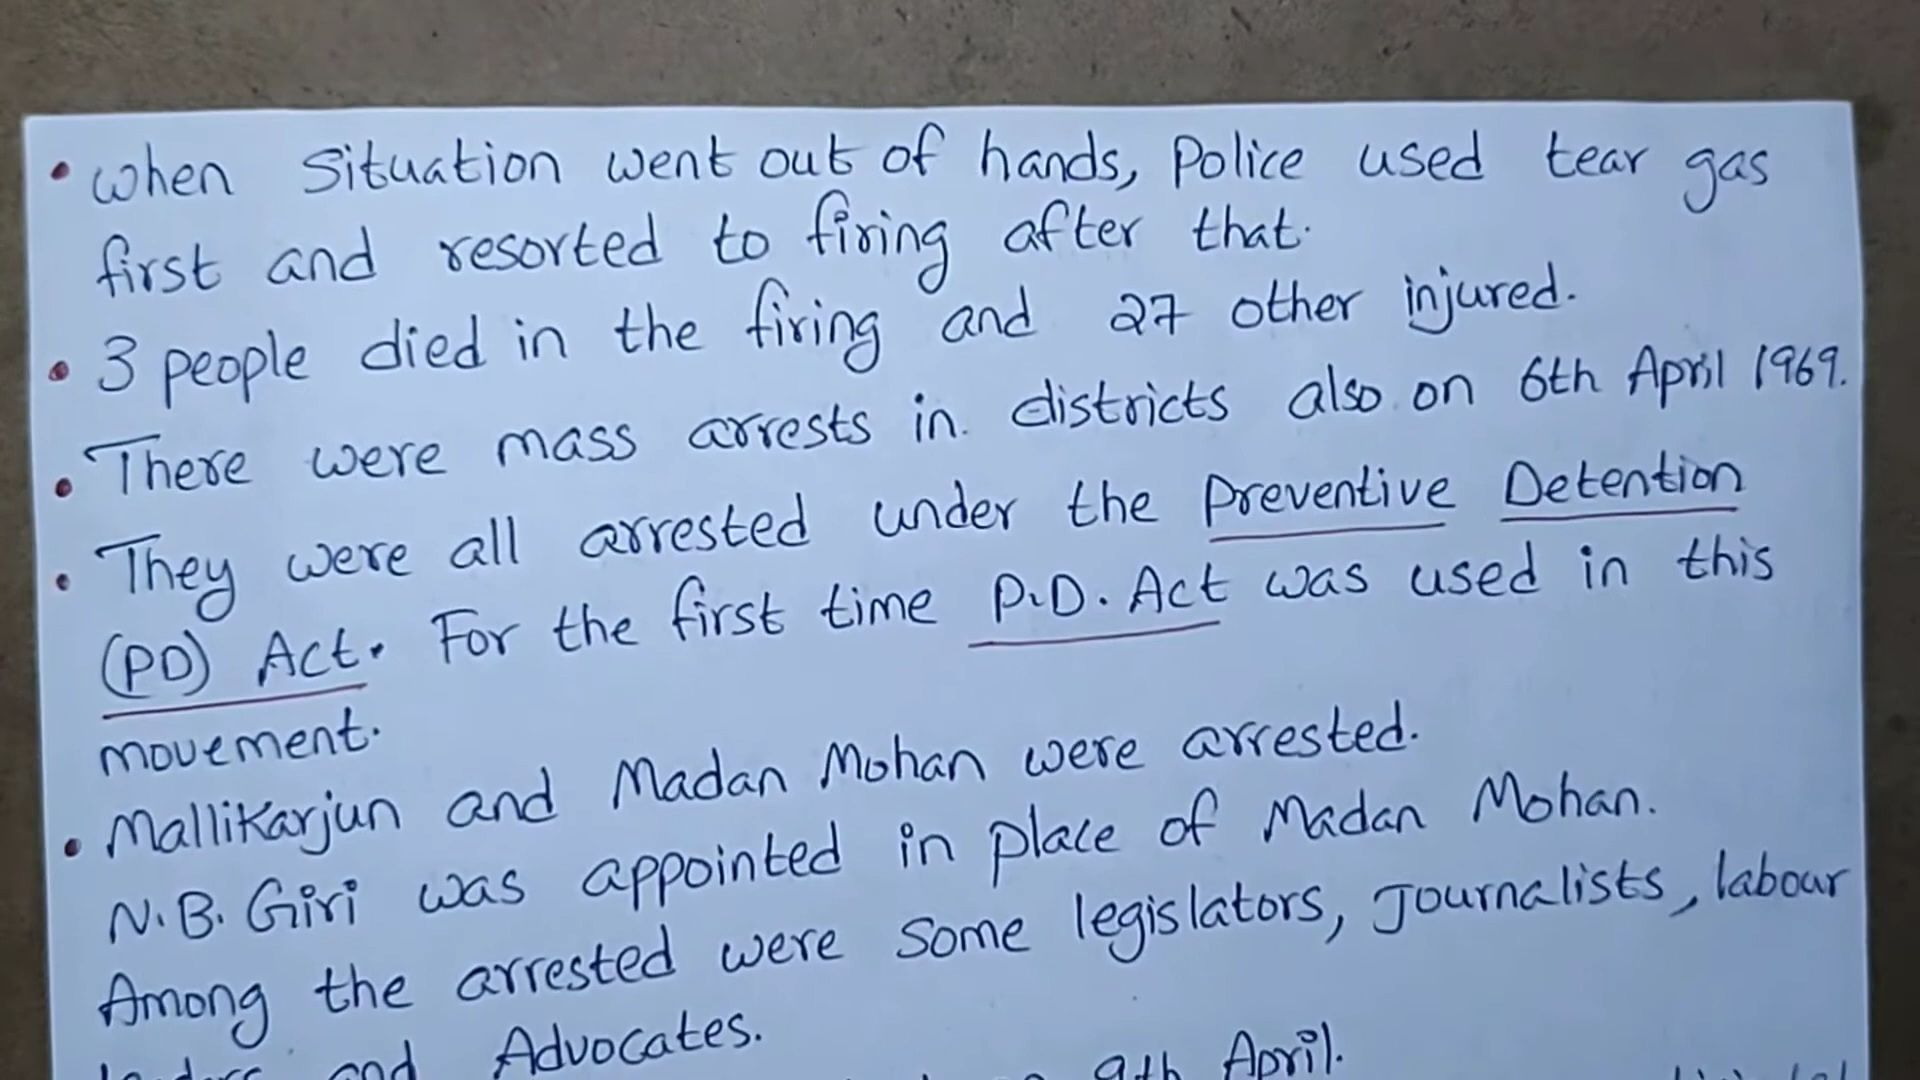 • when situation went out of hands, Police used tear gas
first and resorted to firing after that.
• 3 people died in the firing and 27 other injured.
• There were mass arrests in districts also on 6th April 1969.
• They were all arrested under the Preventive Detention
(PD) Act. For the first time P.D. Act was used in this
movement.
• Mallikarjun and Madan Mohan were arrested.
N.B. Giri was appointed in place of Madan Mohan.
Among the arrested were some legislators, Journalists, labour
leaders and Advocates.
9th April.